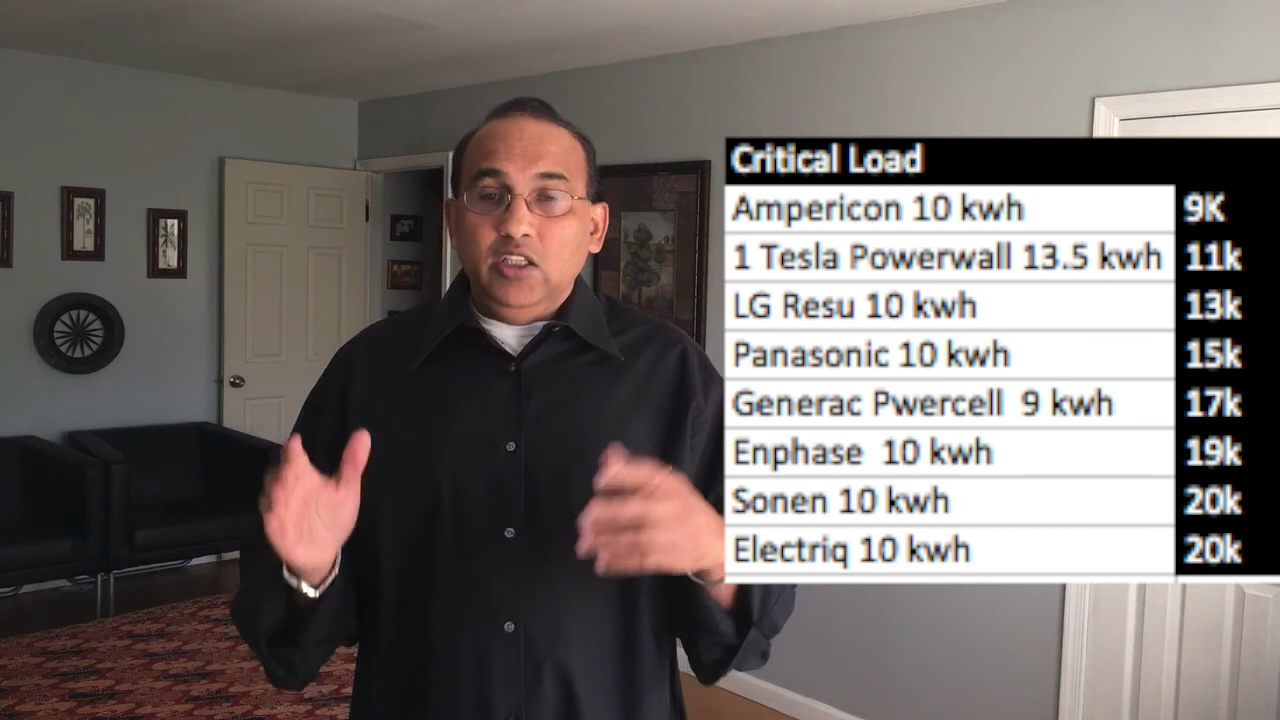 Critical Load
Ampericon 10 kwh 9K
1 Tesla Powerwall 13.5 kwh 11k
LG Resu 10 kwh 13k
Panasonic 10 kwh 15k
Generac Pwercell 9 kwh 17k
Enphase 10 kwh 19k
Sonen 10 kwh 20k
Electriq 10 kwh 20k